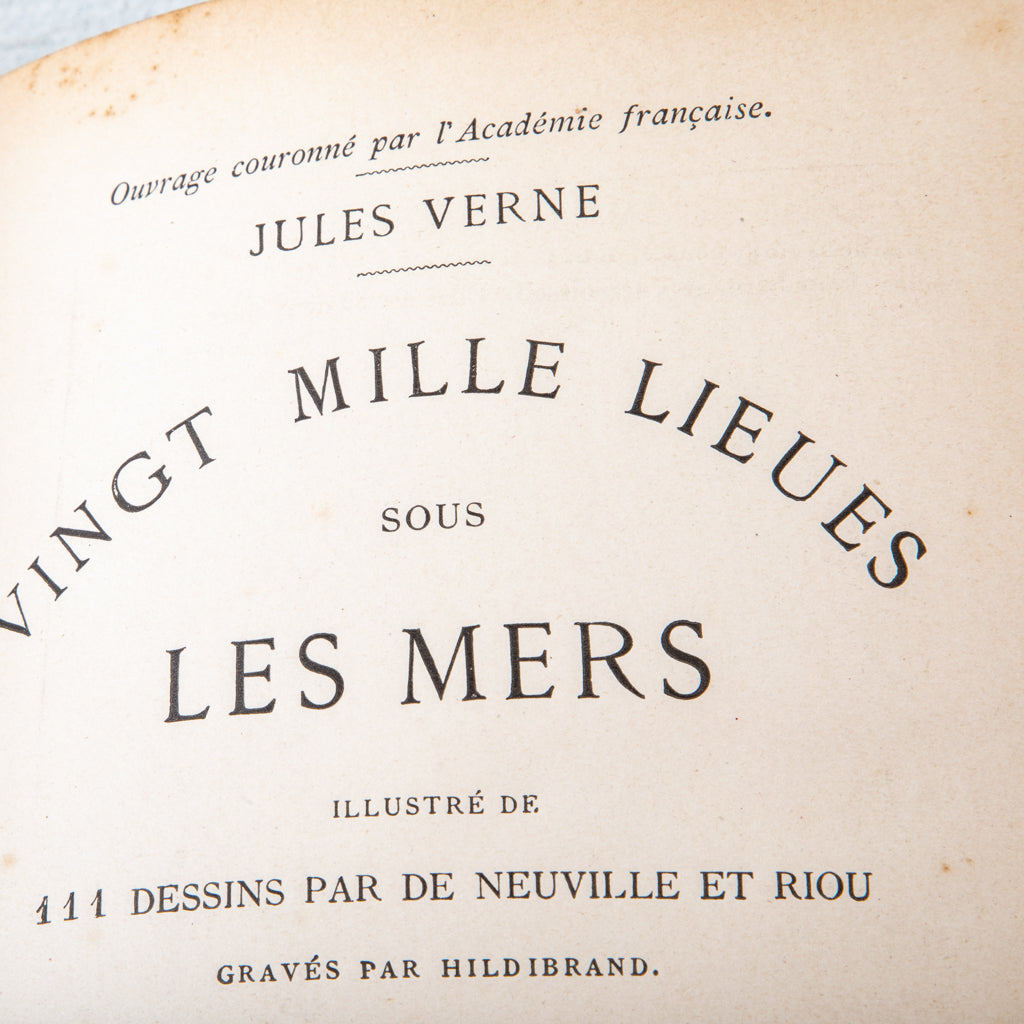 Ouvrage couronné par l'Académie française.
JULES VERNE
VINGT MILLE LIEUES
SOUS
LES MERS
ILLUSTRÉ DE
111 DESSINS PAR DE NEUVILLE ET RIOU
GRAVÉS PAR HILDIBRAND.